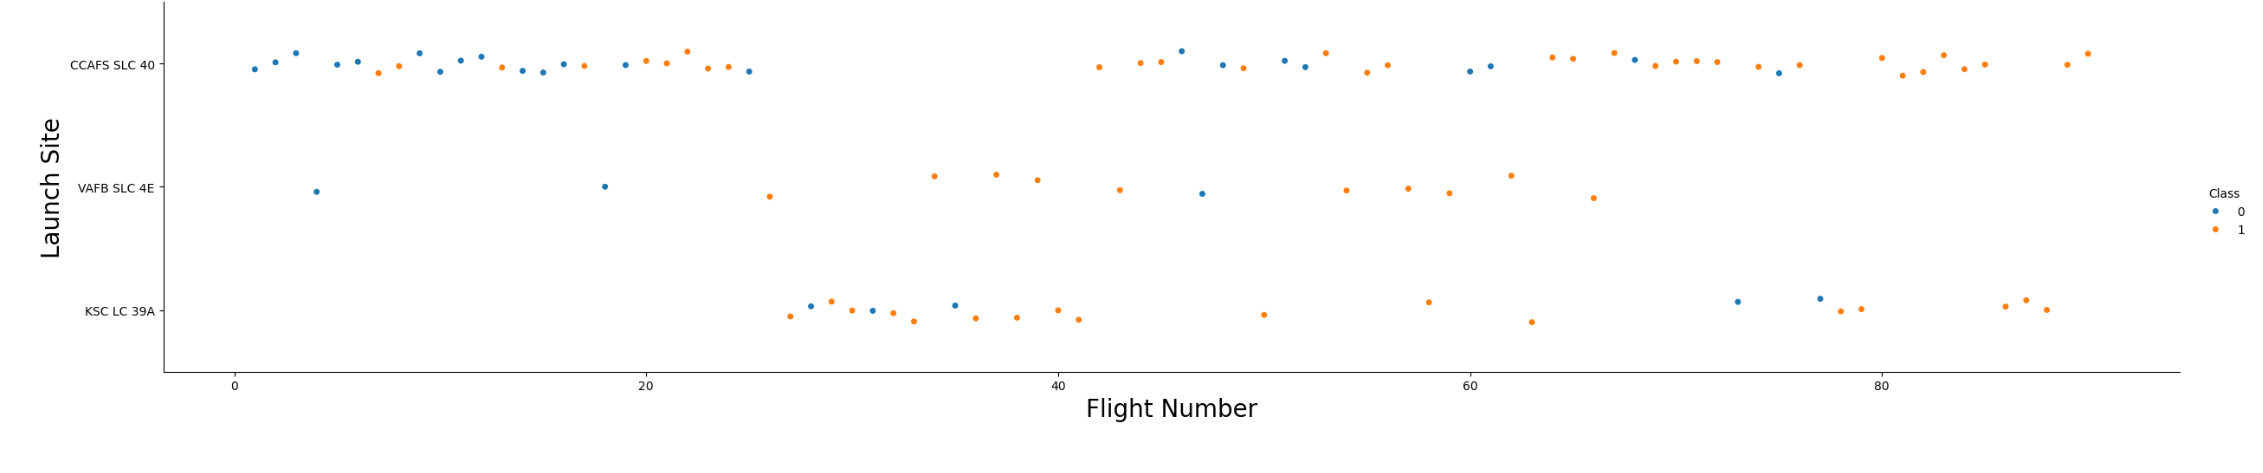 Launch Site
CCAFS SLC 40
VAFB SLC 4E
KSC LC 39A
0 20 40 60 80
Flight Number
Class
0
1